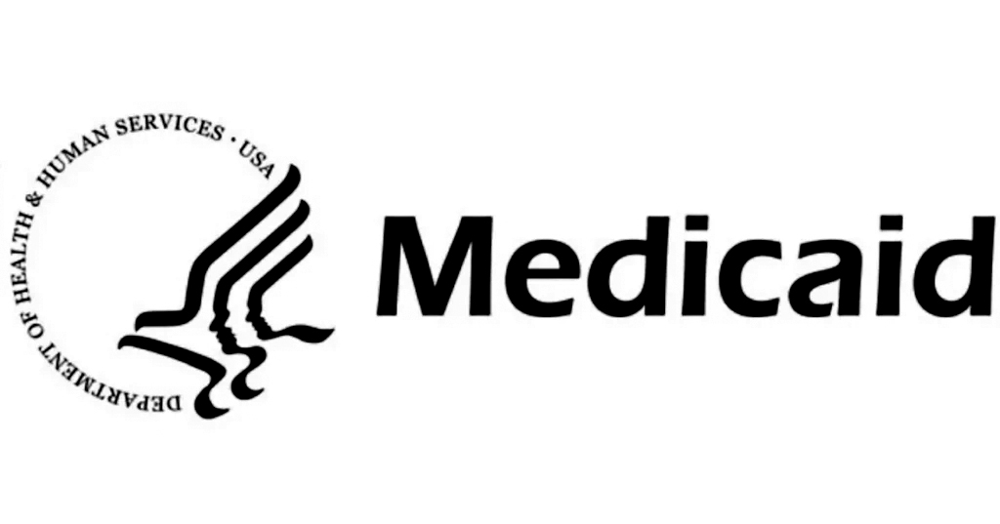 DEPARTMENT OF HEALTH & HUMAN SERVICES · USA
Medicaid